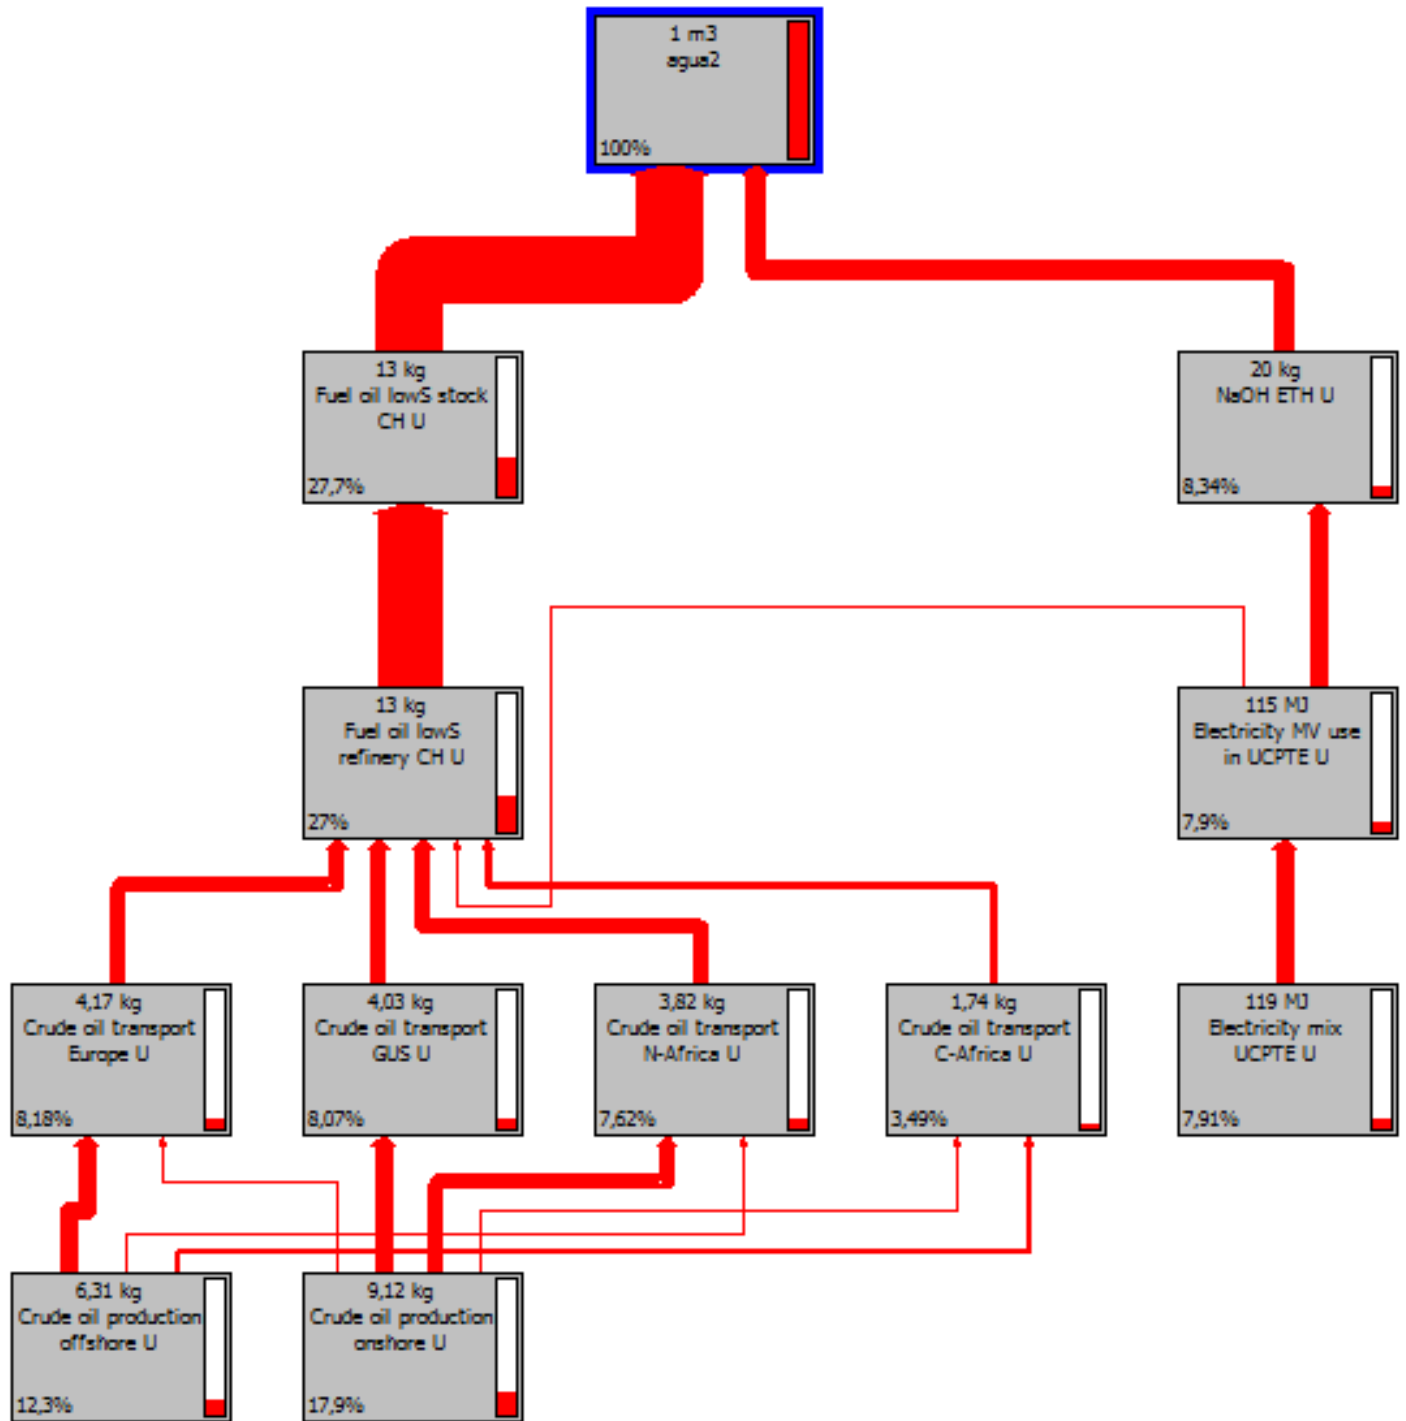 1 m3
agua2
100%
13 kg
Fuel oil lowS stock
CH U
27,7%
20 kg
NaOH ETH U
8,34%
13 kg
Fuel oil lowS
refinery CH U
27%
115 MJ
Electricity MV use
in UCPTE U
7,9%
4,17 kg
Crude oil transport
Europe U
8,18%
4,03 kg
Crude oil transport
GUS U
8,07%
3,82 kg
Crude oil transport
N-Africa U
7,62%
1,74 kg
Crude oil transport
C-Africa U
3,49%
119 MJ
Electricity mix
UCPTE U
7,91%
6,31 kg
Crude oil production
offshore U
12,3%
9,12 kg
Crude oil production
onshore U
17,9%